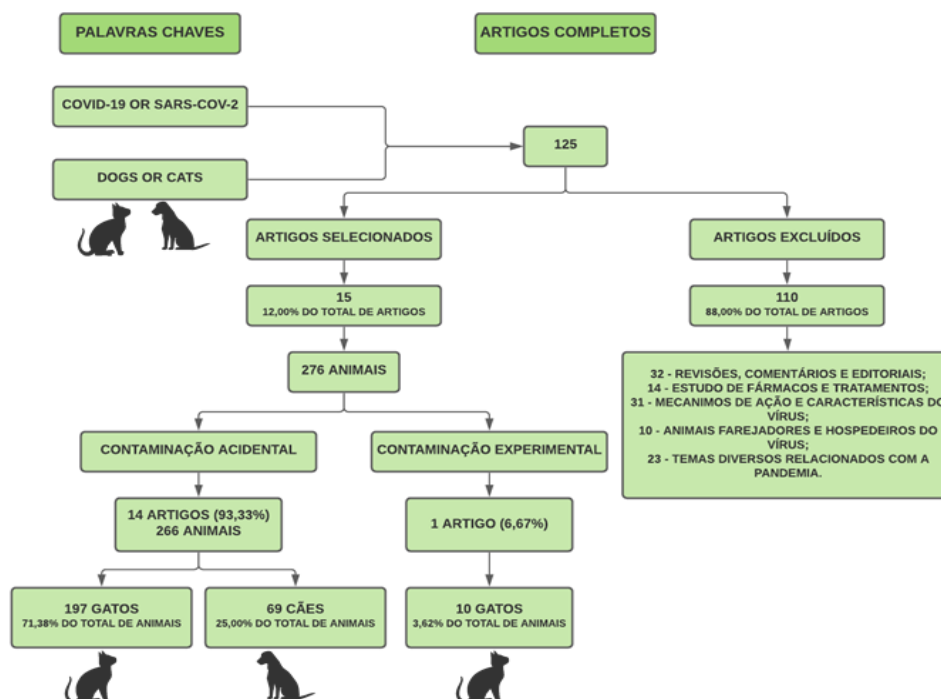 PALAVRAS CHAVES
ARTIGOS COMPLETOS
COVID-19 OR SARS-COV-2
125
DOGS OR CATS
ARTIGOS SELECIONADOS
ARTIGOS EXCLUÍDOS
15
12,00% DO TOTAL DE ARTIGOS
110
88,00% DO TOTAL DE ARTIGOS
276 ANIMAIS
32 - REVISÕES, COMENTÁRIOS E EDITORIAIS;
14 - ESTUDO DE FÁRMACOS E TRATAMENTOS;
31 - MECANIMOS DE AÇÃO E CARACTERÍSTICAS DO
VÍRUS;
10 - ANIMAIS FAREJADORES E HOSPEDEIROS DO
VÍRUS;
23 - TEMAS DIVERSOS RELACIONADOS COM A
PANDEMIA.
CONTAMINAÇÃO ACIDENTAL
CONTAMINAÇÃO EXPERIMENTAL
14 ARTIGOS (93,33%)
266 ANIMAIS
1 ARTIGO (6,67%)
197 GATOS
71,38% DO TOTAL DE ANIMAIS
69 CÃES
25,00% DO TOTAL DE ANIMAIS
10 GATOS
3,62% DO TOTAL DE ANIMAIS